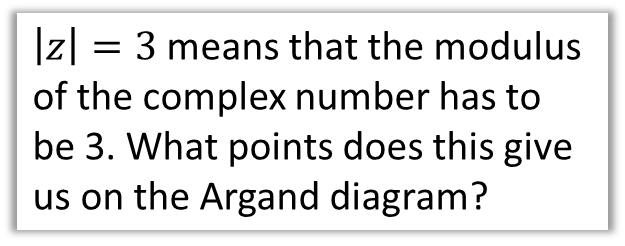 |z| = 3 means that the modulus
of the complex number has to
be 3. What points does this give
us on the Argand diagram?